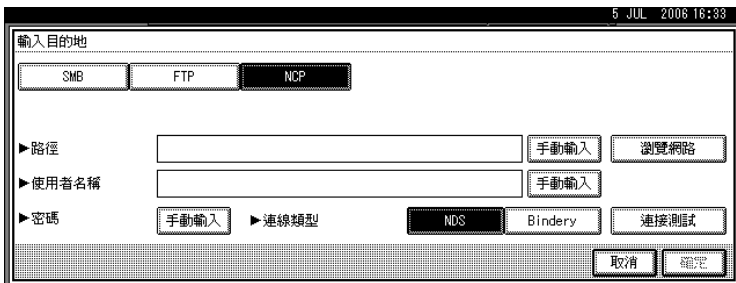 5 JUL 2006 16:33
輸入目的地
SMB FTP NCP
▶路徑 手動輸入 瀏覽網路
▶使用者名稱 手動輸入
▶密碼 手動輸入 ▶連線類型 NDS Bindery 連接測試
取消 確定